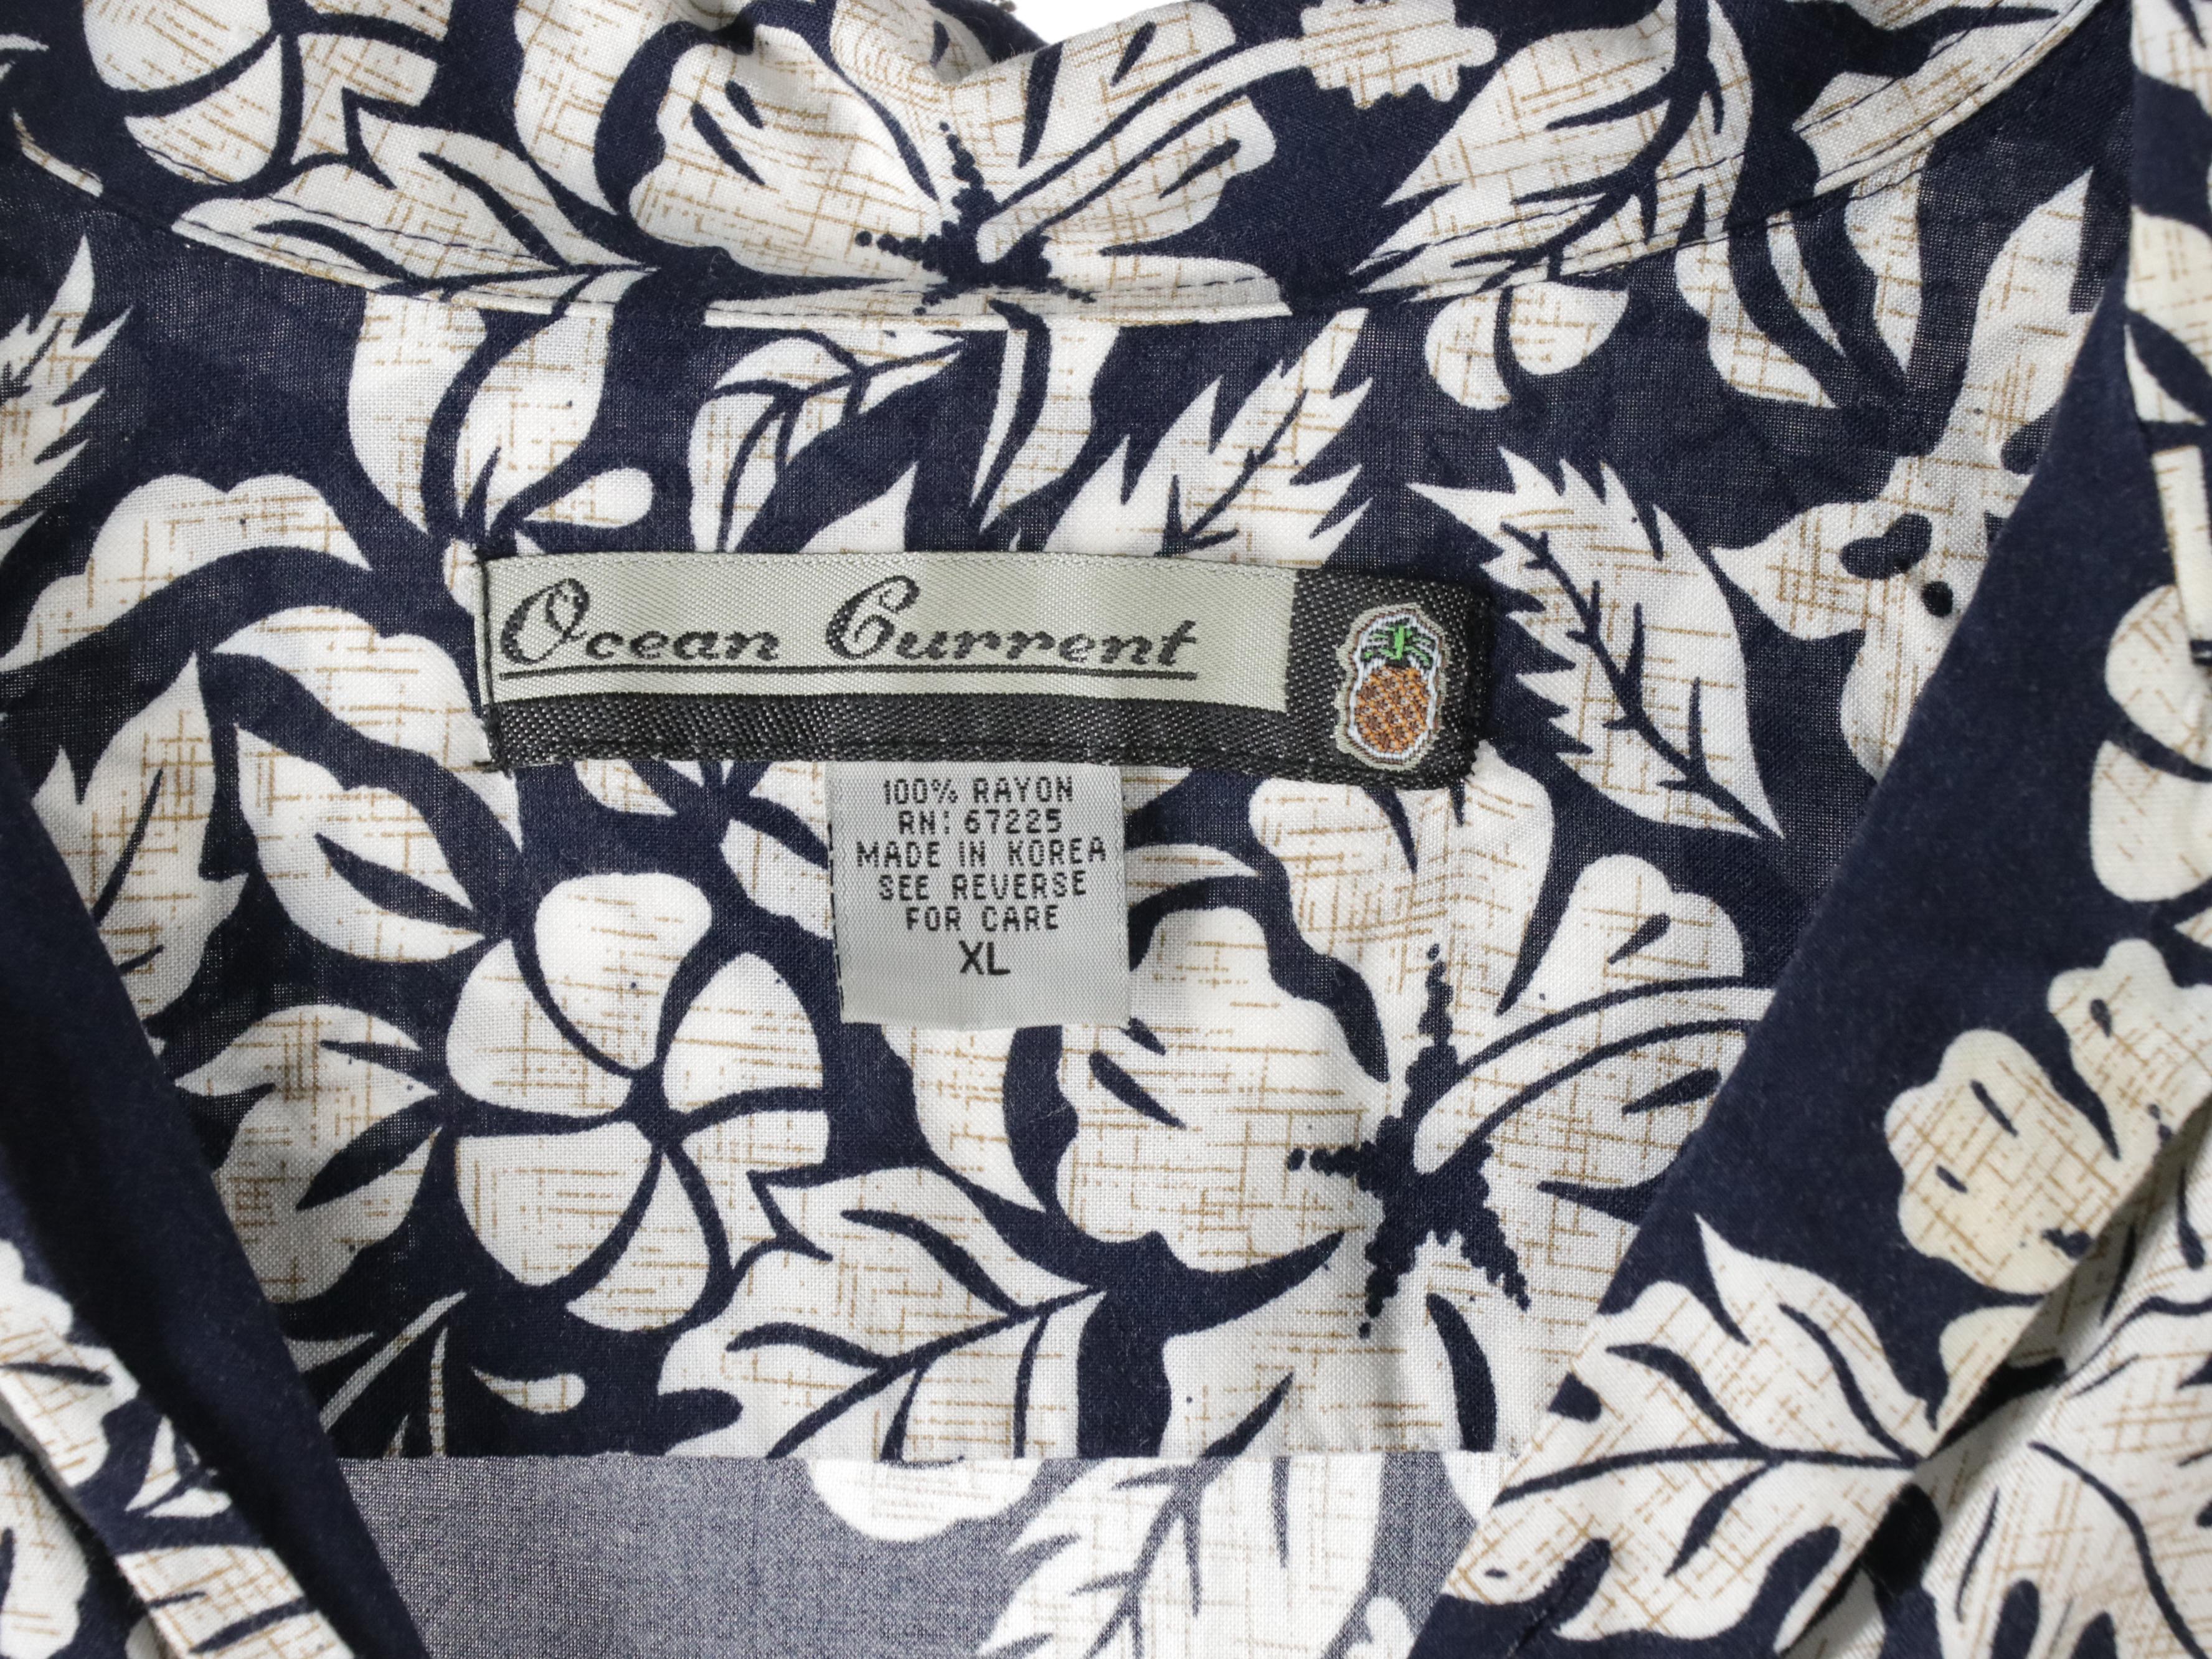 Ocean Current
100% RAYON
RN: 67225
MADE IN KOREA
SEE REVERSE
FOR CARE
XL